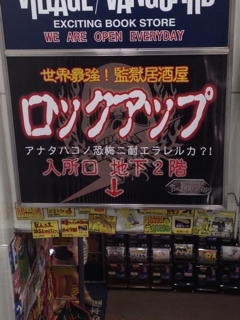 VILLAGE/VANGUARD
EXCITING BOOK STORE
WE ARE OPEN EVERYDAY
世界最強！監獄居酒屋
ロックアップ
アナタハコノ恐怖ニ耐エラレルカ?!
入所口 地下2階